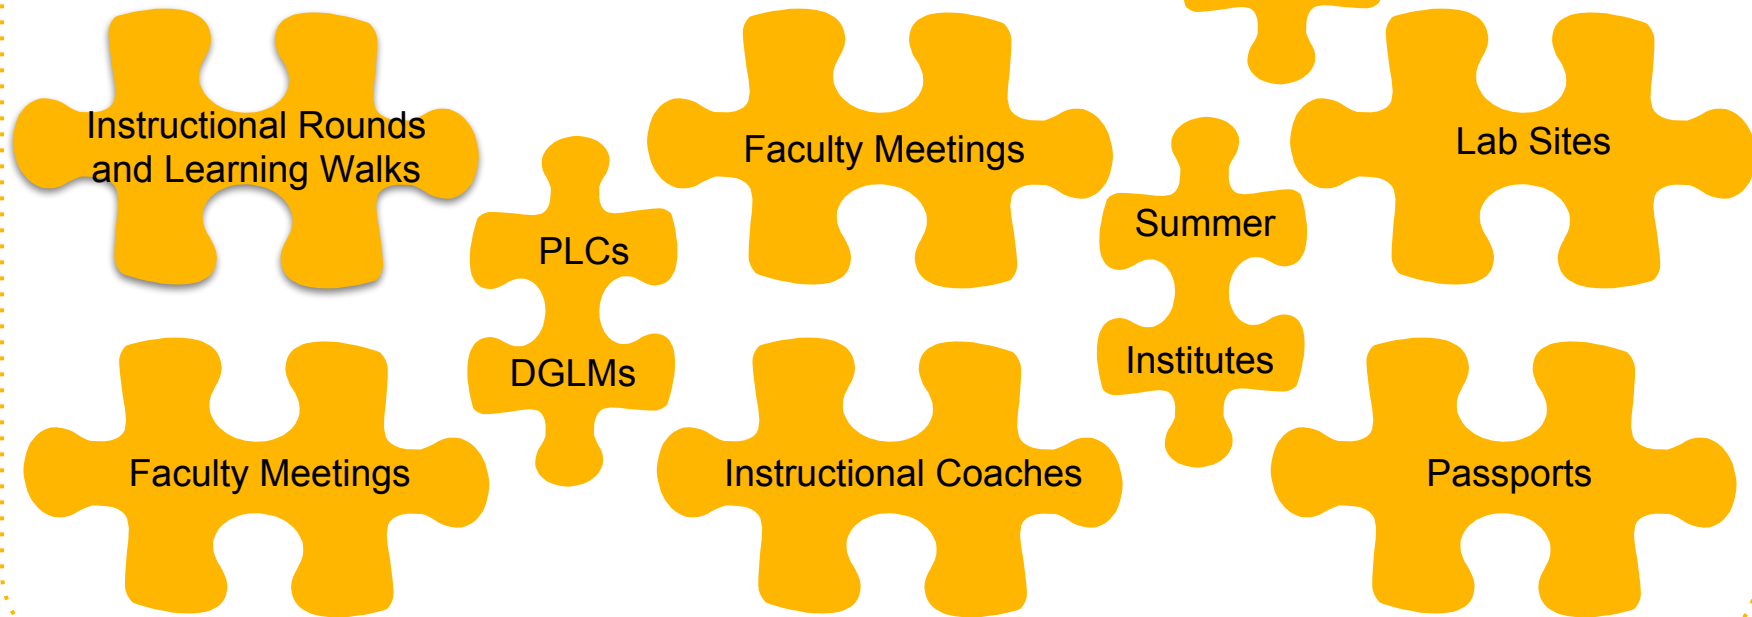 Instructional Rounds
and Learning Walks
Faculty Meetings
Lab Sites
PLCs
DGLMs
Summer
Institutes
Faculty Meetings
Instructional Coaches
Passports